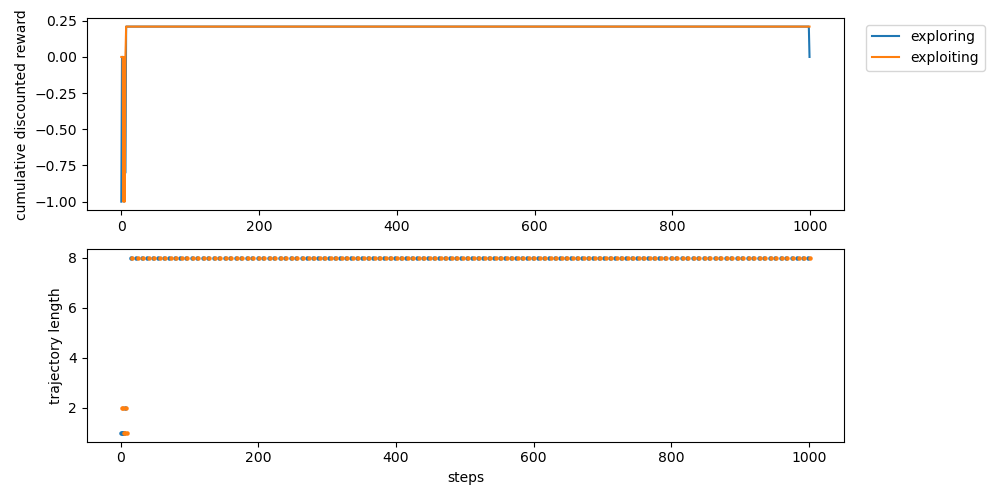 cumulative discounted reward
0.25
0.00
−0.25
−0.50
−0.75
−1.00
0 200 400 600 800 1000
exploring
exploiting
trajectory length
8
6
4
2
0 200 400 600 800 1000
steps